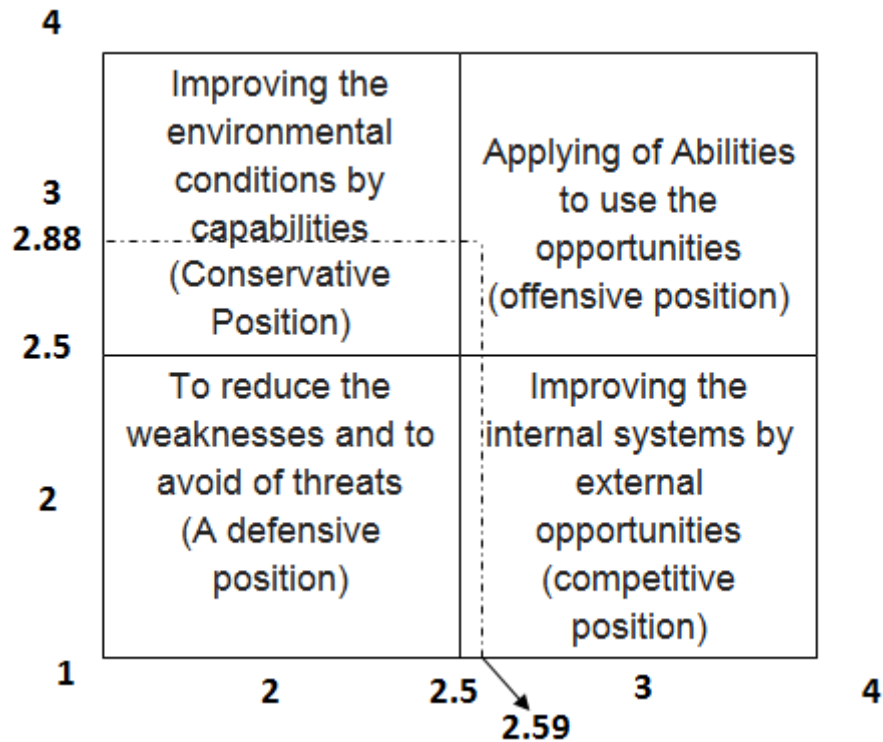 4
Improving the
environmental
conditions by
capabilities
(Conservative
Position)
Applying of Abilities
to use the
opportunities
(offensive position)
3
2.88
2.5
To reduce the
weaknesses and to
avoid of threats
(A defensive
position)
Improving the
internal systems by
external
opportunities
(competitive
position)
2
1
2
2.5
3
4
2.59